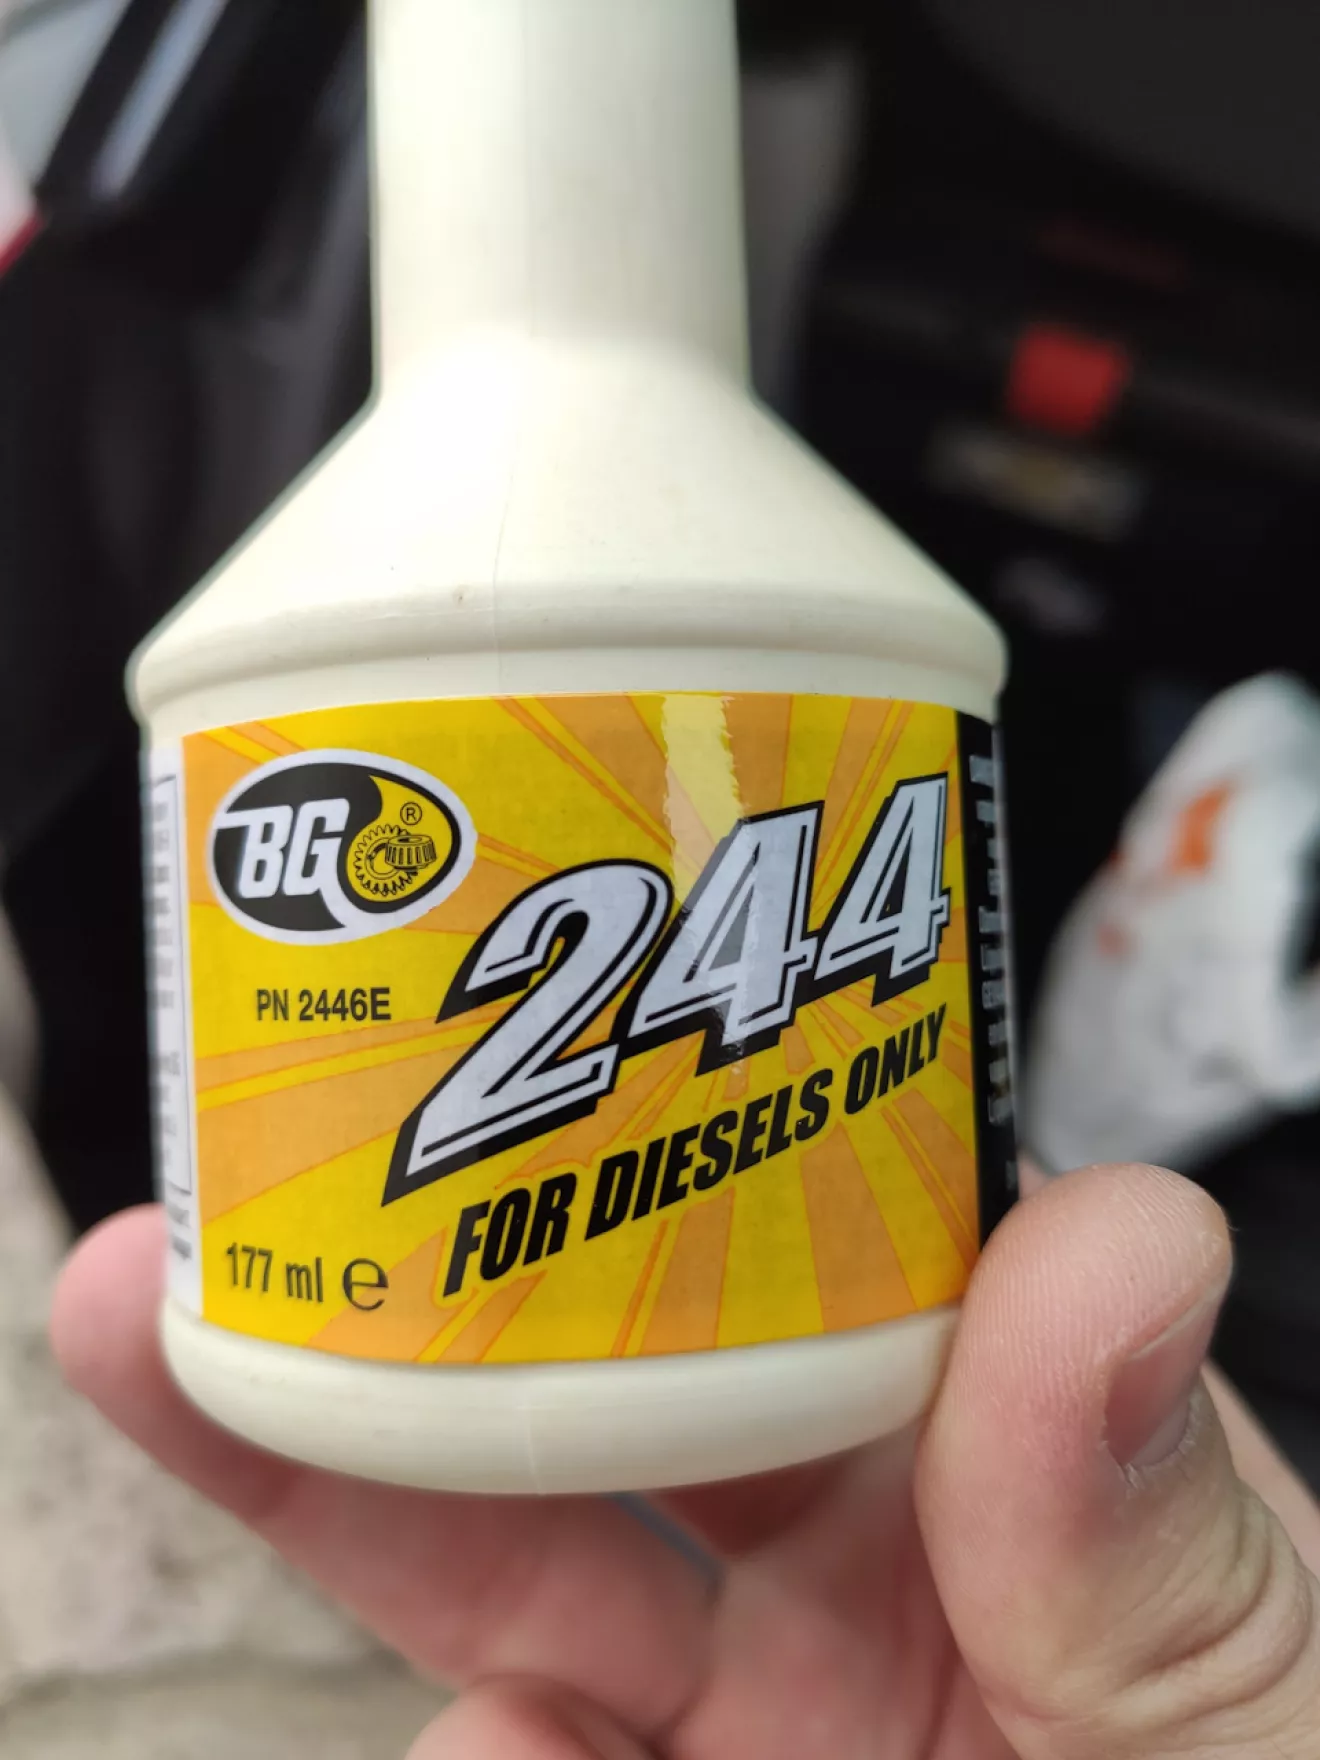 BG®
244
PN 2446E
FOR DIESELS ONLY
177 ml ℮